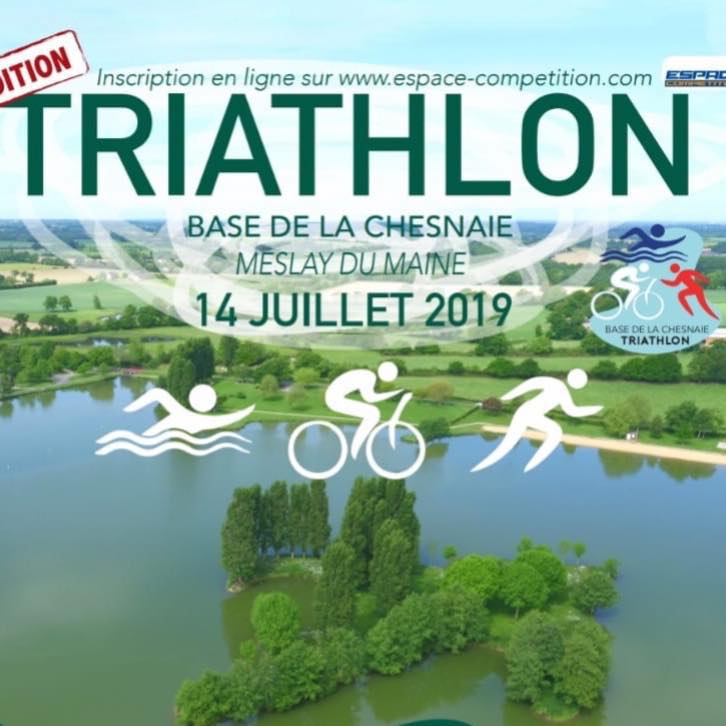 DITION
Inscription en ligne sur www.espace-competition.com
TRIATHLON
BASE DE LA CHESNAIE
MESLAY DU MAINE
14 JUILLET 2019
BASE DE LA CHESNAIE
TRIATHLON